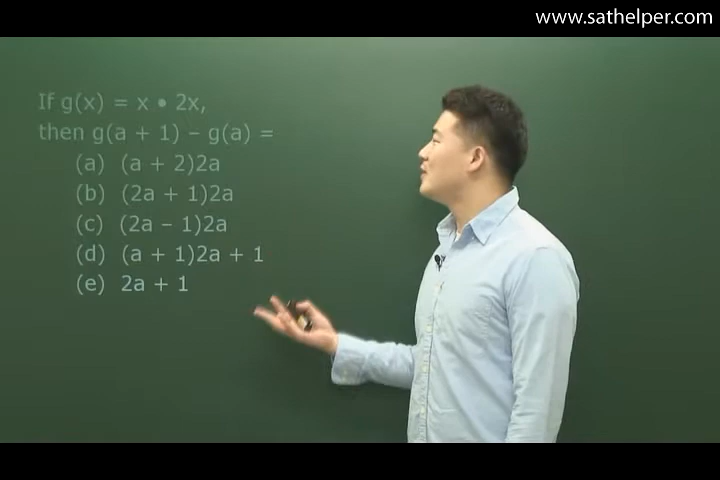 www.sathelper.com
If g(x) = x • 2x,
then g(a + 1) – g(a) =
(a) (a + 2)2a
(b) (2a + 1)2a
(c) (2a – 1)2a
(d) (a + 1)2a + 1
(e) 2a + 1